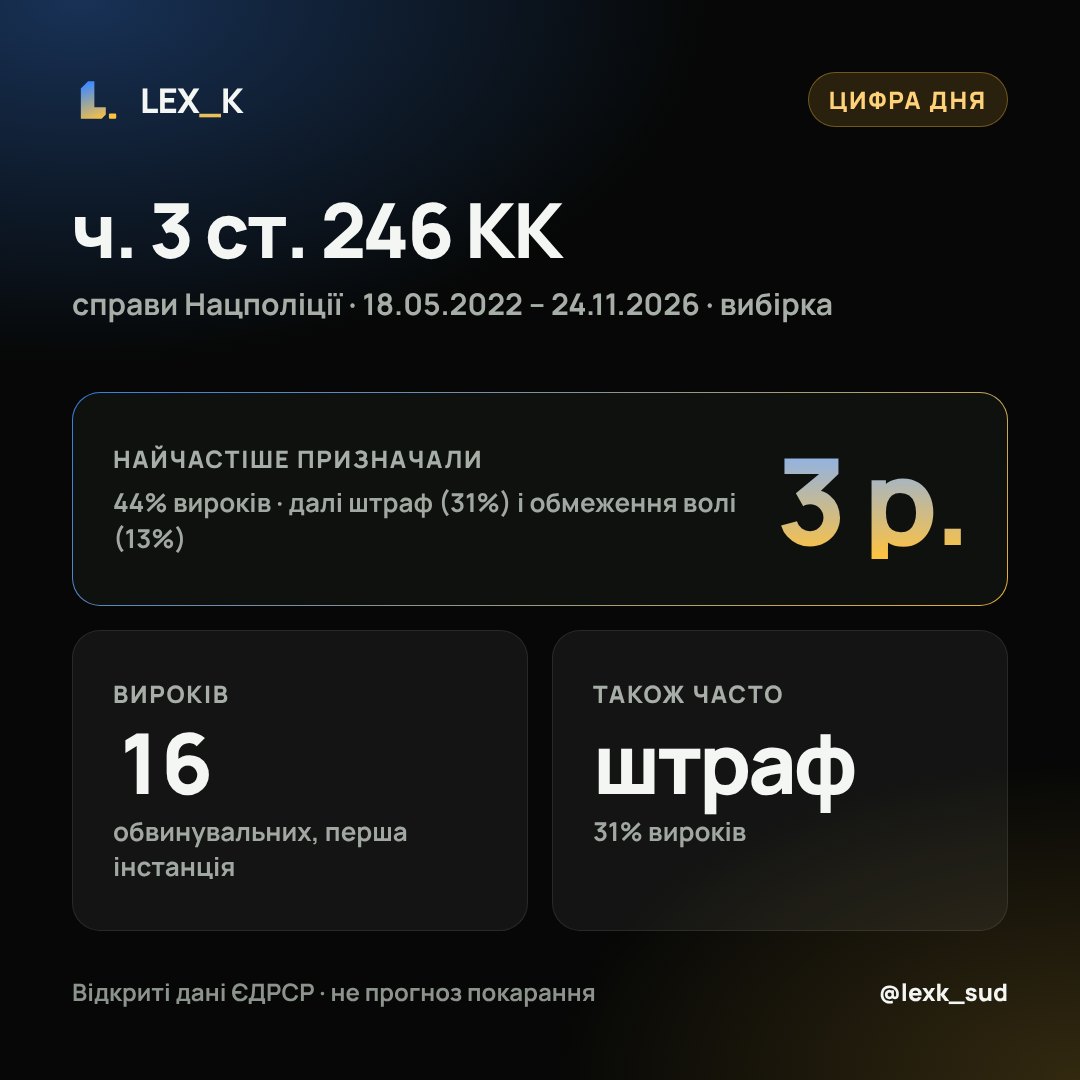 L. LEX_K
ЦИФРА ДНЯ
ч. 3 ст. 246 КК
справи Нацполіції · 18.05.2022 – 24.11.2026 · вибірка
НАЙЧАСТІШЕ ПРИЗНАЧАЛИ
44% вироків · далі штраф (31%) і обмеження волі
(13%)
3 р.
ВИРОКІВ
16
обвинувальних, перша
інстанція
ТАКОЖ ЧАСТО
штраф
31% вироків
Відкриті дані ЄДРСР · не прогноз покарання
@lexk_sud